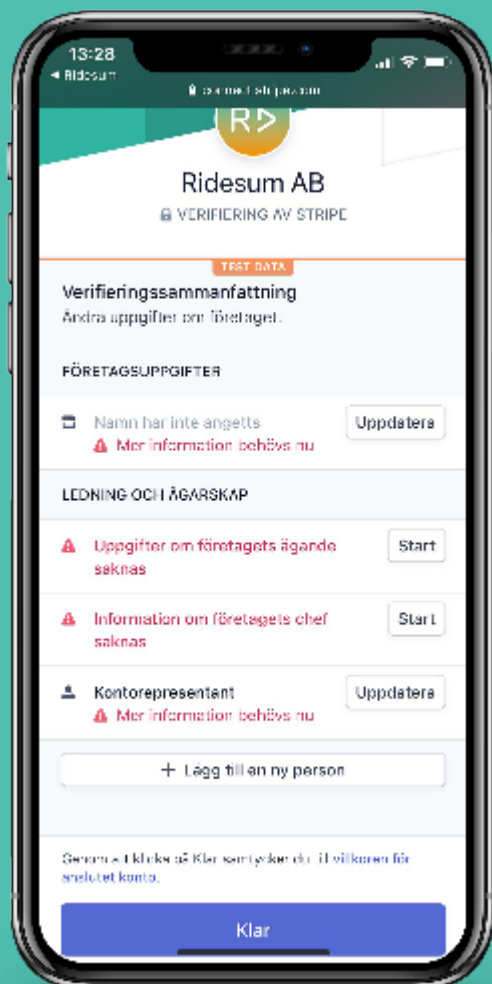 13:28
Ridesum
connect.stripe.com
R
Ridesum AB
VERIFIERING AV STRIPE
TEST DATA
Verifieringssammanfattning
Ändra uppgifter om företaget.
FÖRETAGSUPPGIFTER
Namn har inte angetts
Uppdatera
Mer information behövs nu
LEDNING OCH ÄGARSKAP
Uppgifter om företagets ägande
Start
saknas
Information om företagets chef
Start
saknas
Kontorepresentant
Uppdatera
Mer information behövs nu
+ Lägg till en ny person
Genom att klicka på Klar samtycker du till villkoren för
anslutet konto.
Klar